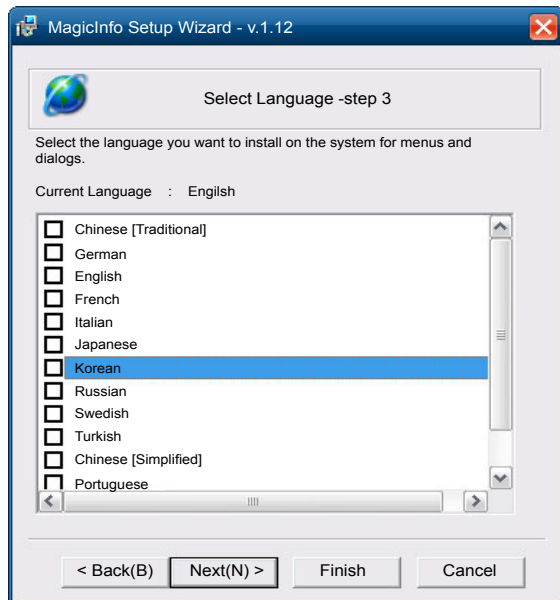 MagicInfo Setup Wizard - v.1.12
Select Language -step 3
Select the language you want to install on the system for menus and
dialogs.
Current Language : Engilsh
Chinese [Traditional]
German
English
French
Italian
Japanese
Korean
Russian
Swedish
Turkish
Chinese [Simplified]
Portuguese
< Back(B) Next(N) > Finish Cancel